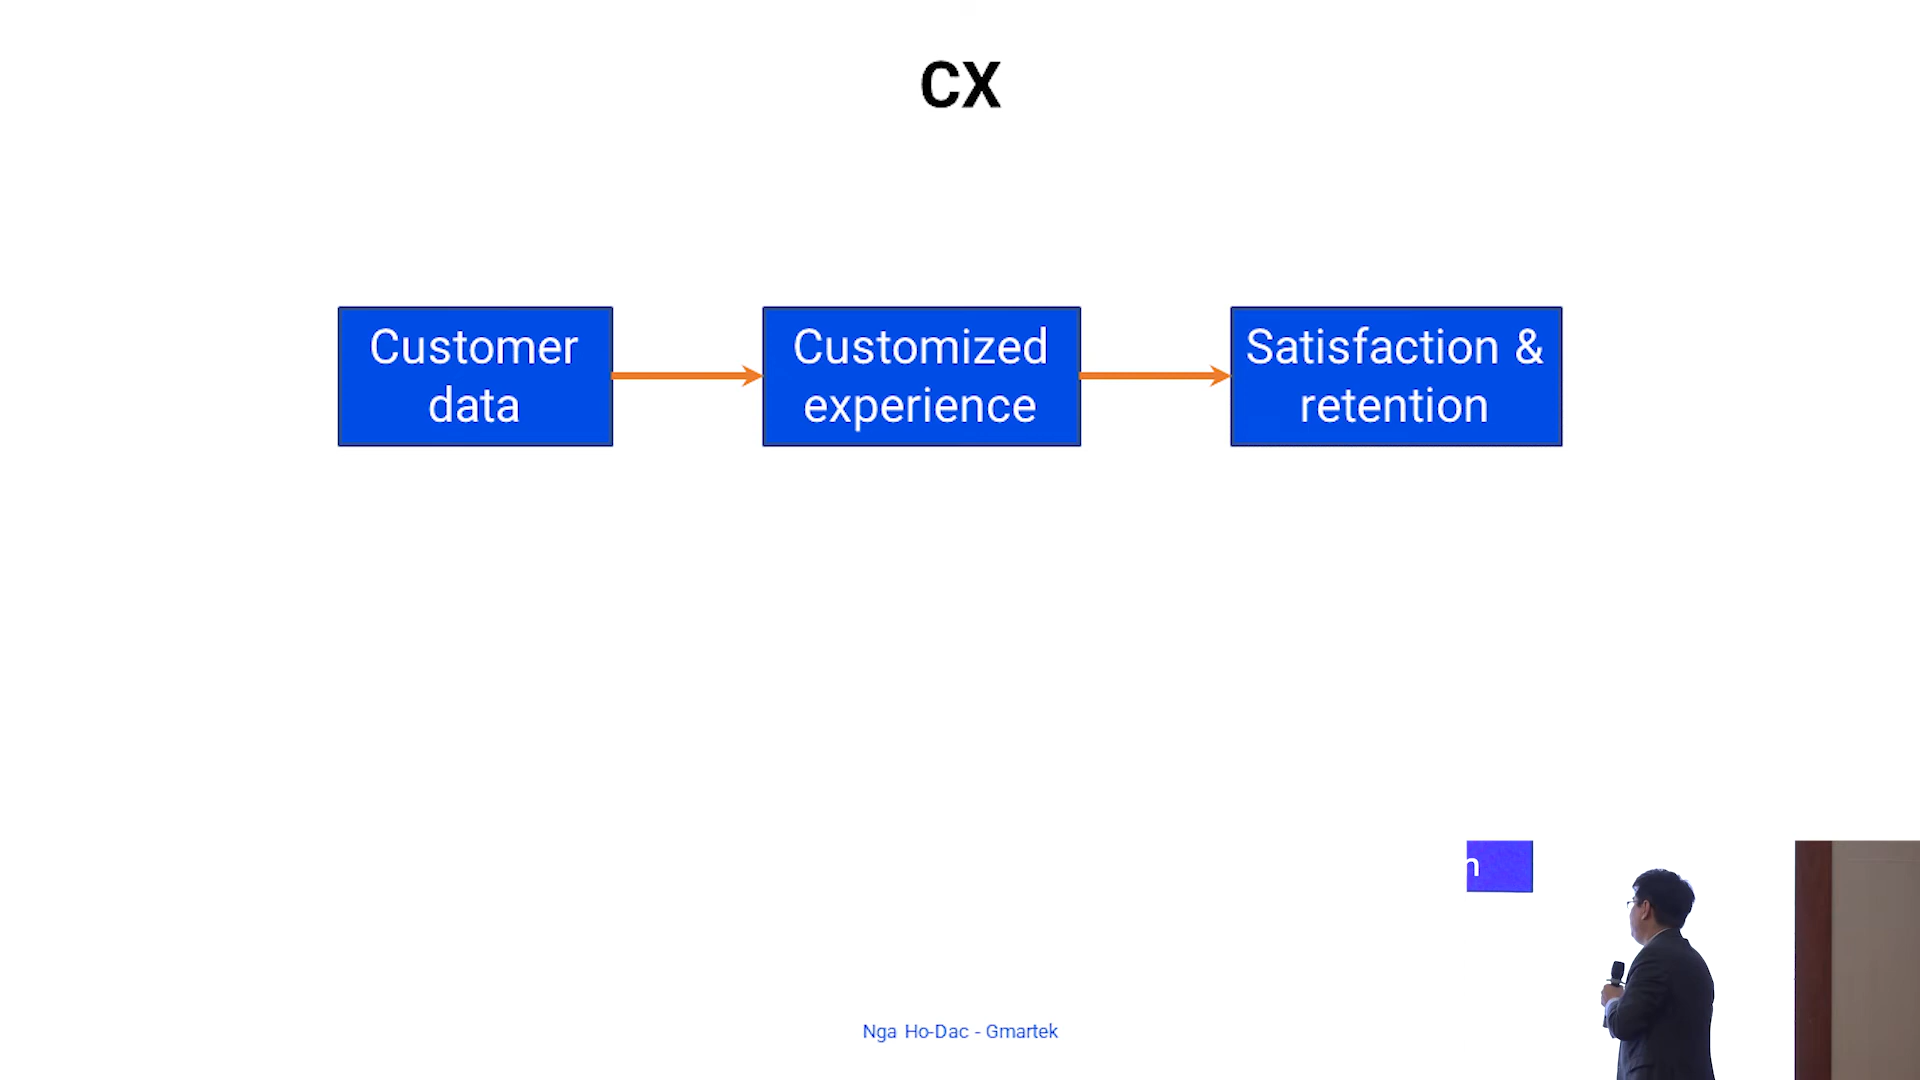 CX
Customer
data
Customized
experience
Satisfaction &
retention
n
Nga Ho-Dac - Gmartek